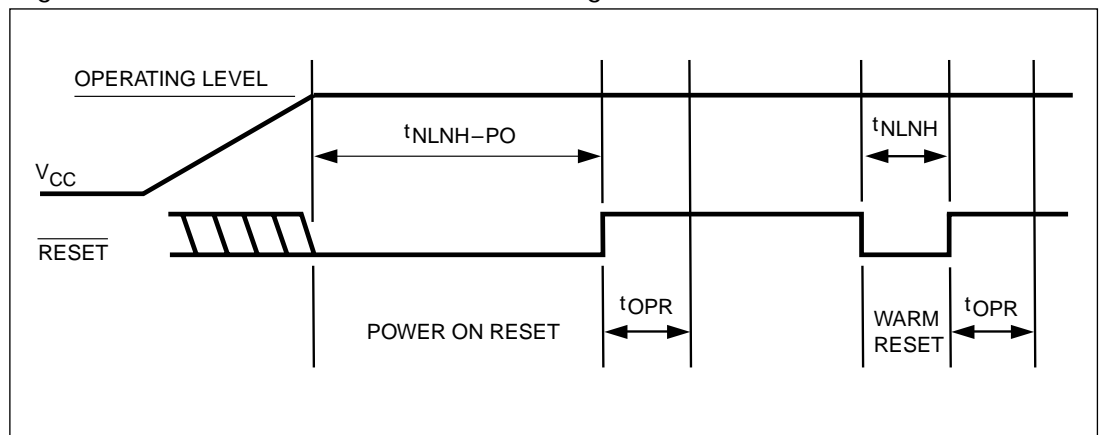 OPERATING LEVEL
tNLNH–PO
tNLNH
VCC
RESET
tOPR
tOPR
POWER ON RESET
WARM
RESET